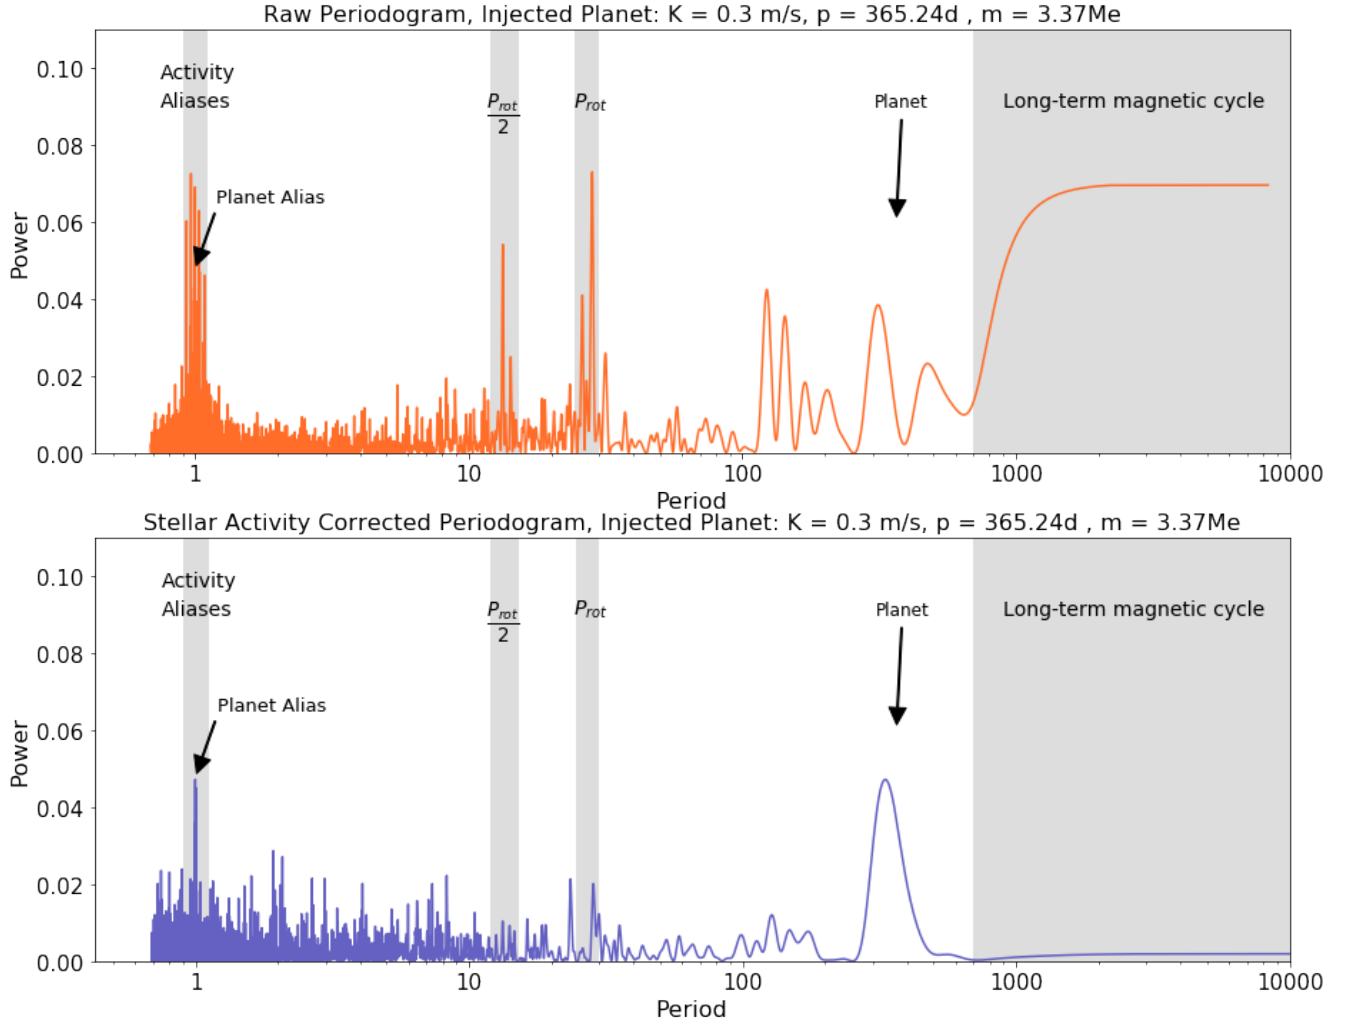 Raw Periodogram, Injected Planet: K = 0.3 m/s, p = 365.24d , m = 3.37Me
0.10
0.08
0.06
0.04
0.02
0.00
Power
Activity
Aliases
Planet Alias
P_rot
2
P_rot
Planet
Long-term magnetic cycle
1
10
100
1000
10000
Period
Stellar Activity Corrected Periodogram, Injected Planet: K = 0.3 m/s, p = 365.24d , m = 3.37Me
0.10
0.08
0.06
0.04
0.02
0.00
Power
Activity
Aliases
Planet Alias
P_rot
2
P_rot
Planet
Long-term magnetic cycle
1
10
100
1000
10000
Period